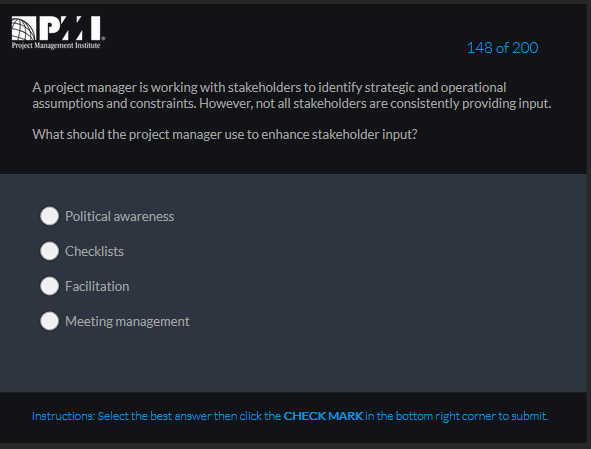 PMI
Project Management Institute
148 of 200
A project manager is working with stakeholders to identify strategic and operational
assumptions and constraints. However, not all stakeholders are consistently providing input.
What should the project manager use to enhance stakeholder input?
Political awareness
Checklists
Facilitation
Meeting management
Instructions: Select the best answer then click the CHECK MARK in the bottom right corner to submit.